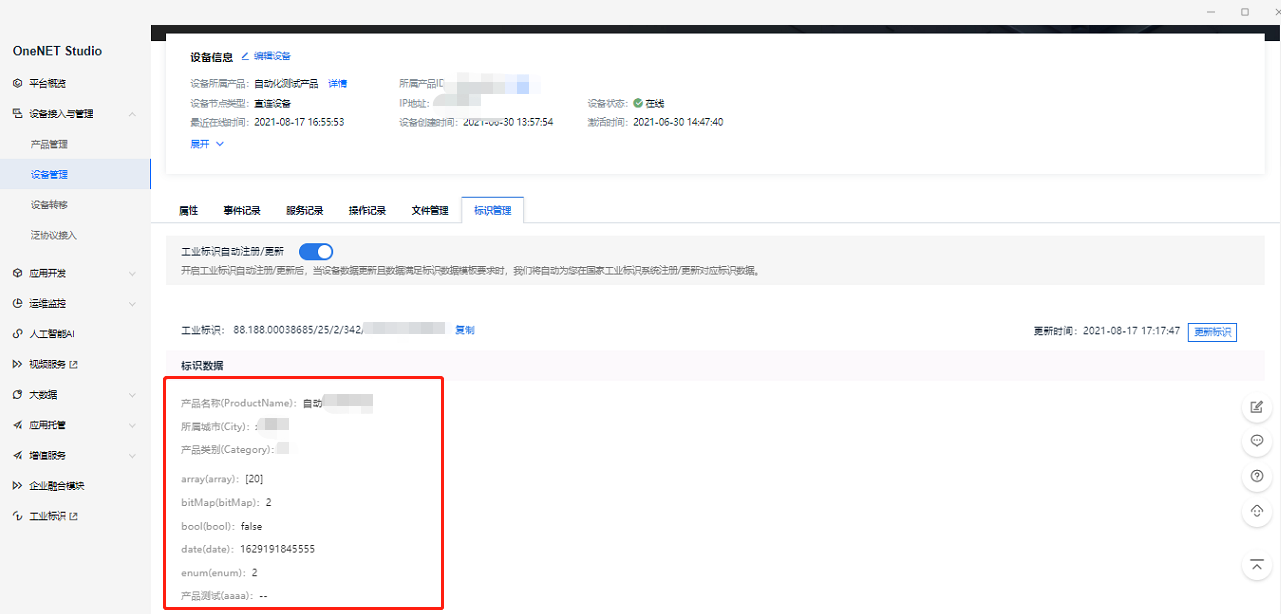 OneNET Studio
平台概览
设备接入与管理
产品管理
设备管理
设备转移
泛协议接入
应用开发
运维监控
人工智能AI
视频服务
大数据
应用托管
增值服务
企业融合模块
工业标识
设备信息 编辑设备
设备所属产品： 自动化测试产品 详情 所属产品ID
设备节点类型： 直连设备 IP地址： 设备状态： 在线
最近在线时间： 2021-08-17 16:55:53 设备创建时间： 2021-06-30 13:57:54 激活时间： 2021-06-30 14:47:40
展开
属性 事件记录 服务记录 操作记录 文件管理 标识管理
工业标识自动注册/更新
开启工业标识自动注册/更新后，当设备数据更新且数据满足标识数据模板要求时，我们将自动为您在国家工业标识系统注册/更新对应标识数据。
工业标识： 88.188.00038685/25/2/342/ 复制 更新时间： 2021-08-17 17:17:47 更新标识
标识数据
产品名称(ProductName)： 自动
所属城市(City)：
产品类别(Category)：
array(array)： [20]
bitMap(bitMap)： 2
bool(bool)： false
date(date)： 1629191845555
enum(enum)： 2
产品测试(aaaa)： --